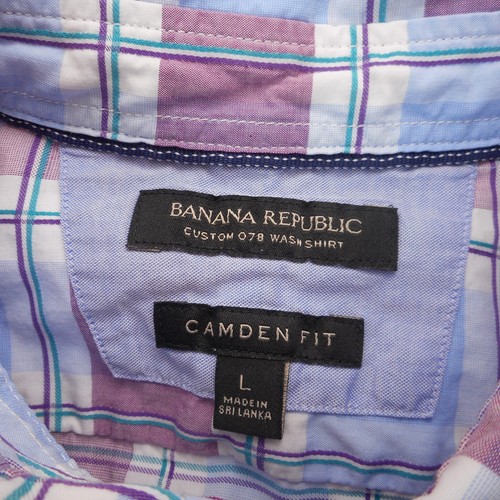 BANANA REPUBLIC
CUSTOM 078 WASH SHIRT
CAMDEN FIT
L
MADE IN
SRI LANKA